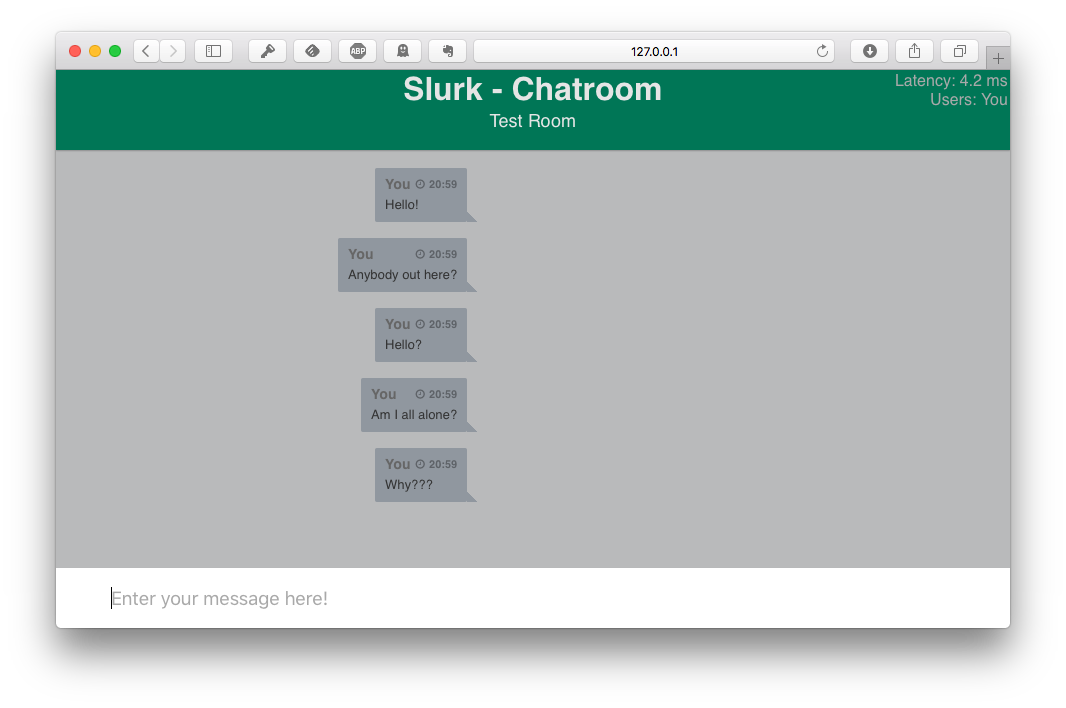 ABP
127.0.0.1
Slurk - Chatroom
Test Room
Latency: 4.2 ms
Users: You
You 20:59
Hello!
You 20:59
Anybody out here?
You 20:59
Hello?
You 20:59
Am I all alone?
You 20:59
Why???
Enter your message here!